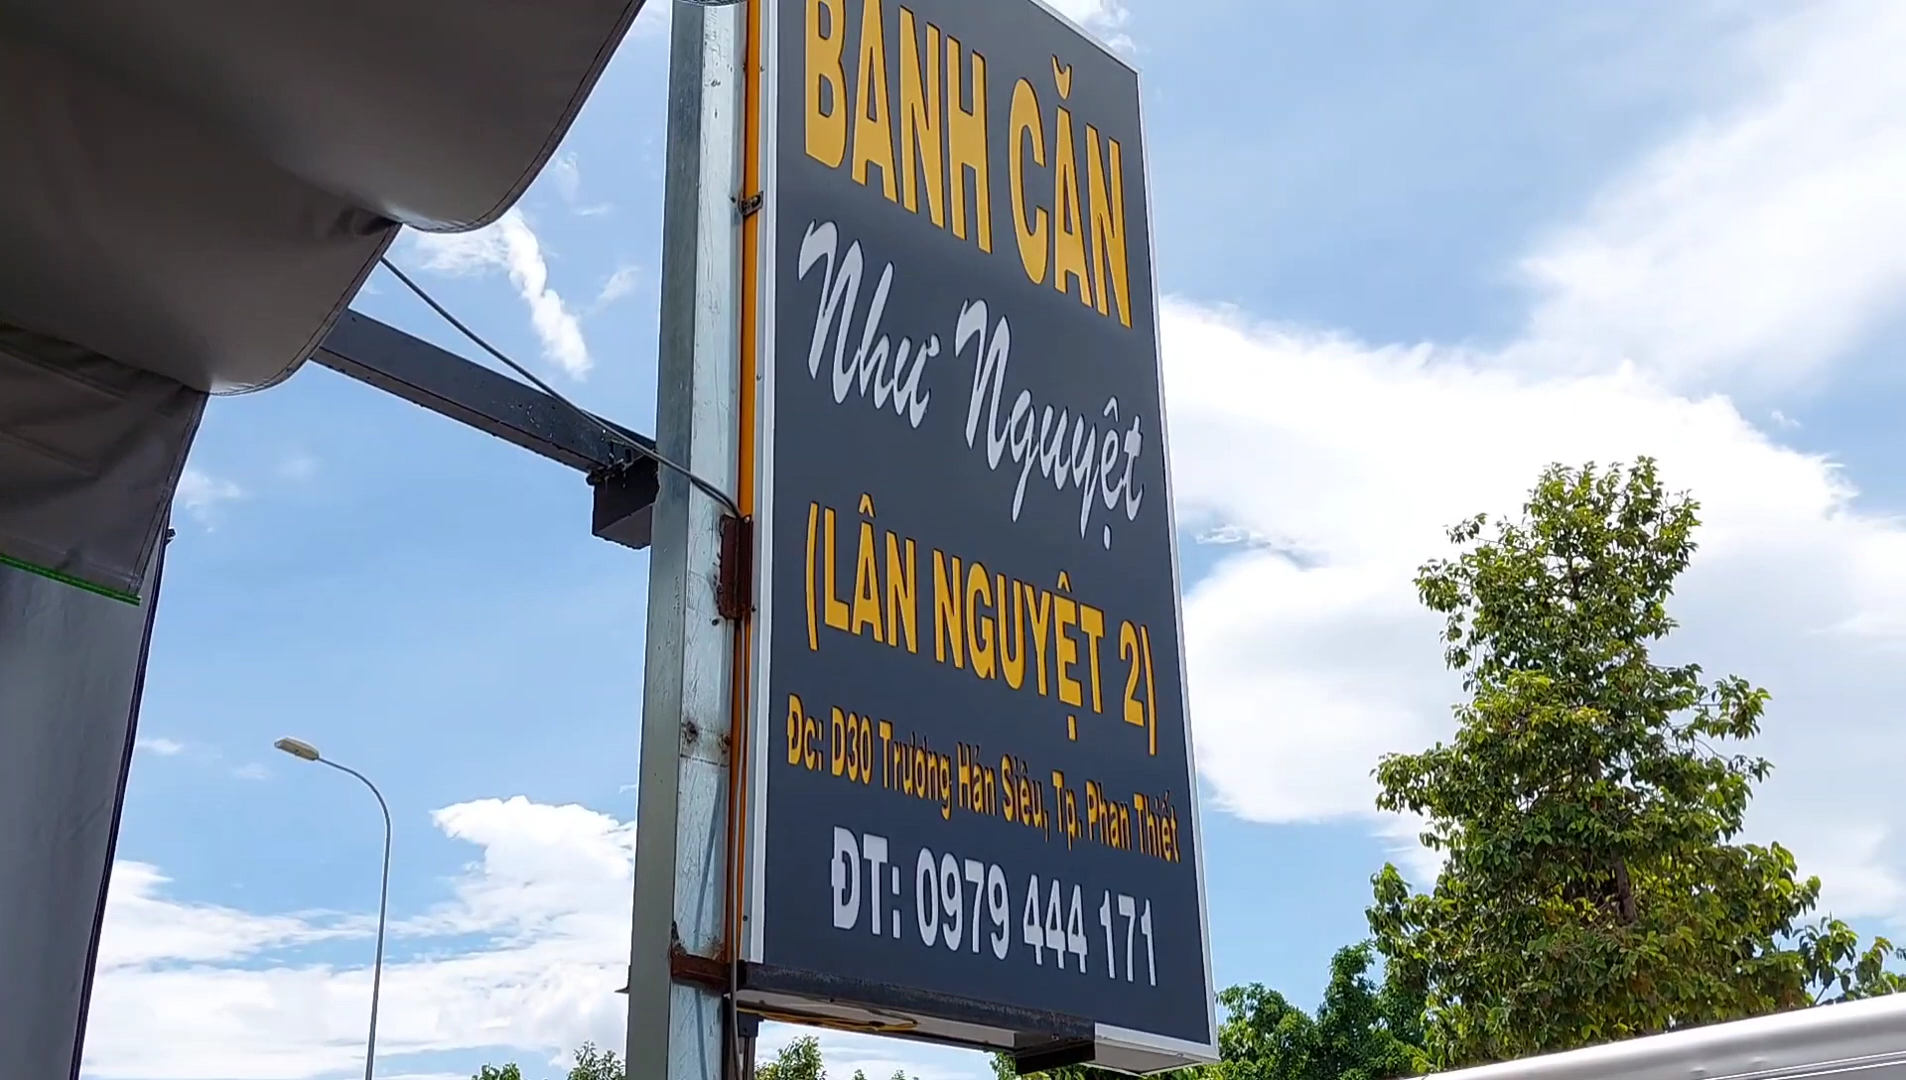 BÁNH CĂN
Như Nguyệt
(LÂN NGUYỆT 2)
Đc: D30 Trương Hán Siêu, Tp. Phan Thiết
ĐT: 0979 444 171